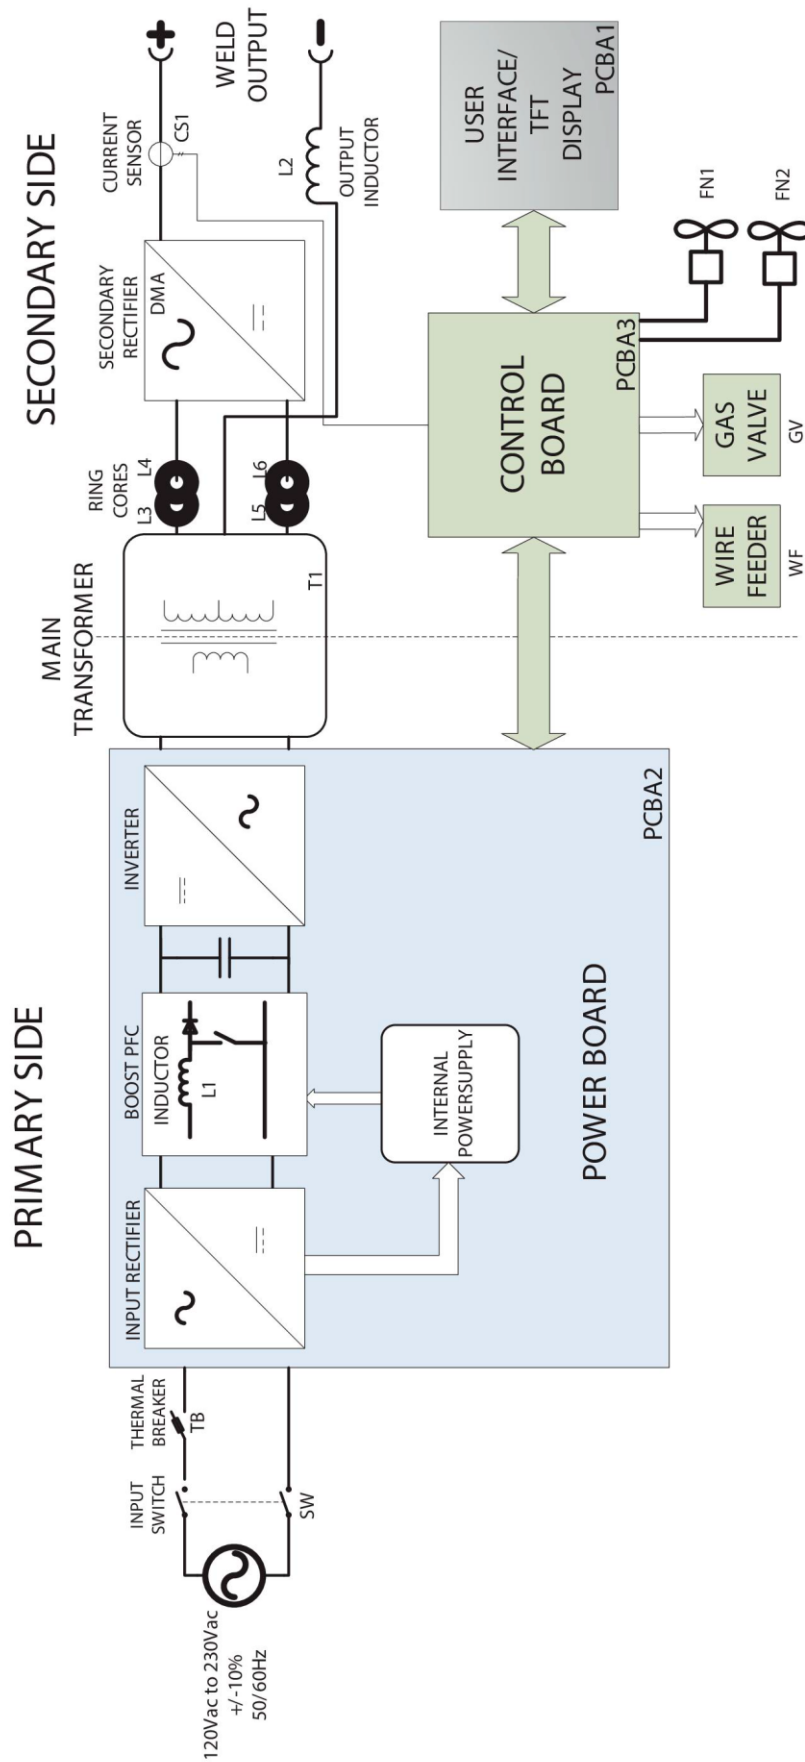 PRIMARY SIDE
SECONDARY SIDE
120Vac to 230Vac
+/-10%
50/60Hz
INPUT
SWITCH
SW
THERMAL
BREAKER
TB
INPUT RECTIFIER
BOOST PFC
INDUCTOR
L1
INVERTER
INTERNAL
POWERSUPPLY
POWER BOARD
PCBA2
MAIN
TRANSFORMER
T1
RING
CORES
L3
L4
L5
L6
SECONDARY
RECTIFIER
DMA
CURRENT
SENSOR
CS1
+
WELD
OUTPUT
-
L2
OUTPUT
INDUCTOR
CONTROL
BOARD
PCBA3
USER
INTERFACE/
TFT
DISPLAY
PCBA1
WIRE
FEEDER
WF
GAS
VALVE
GV
FN1
FN2